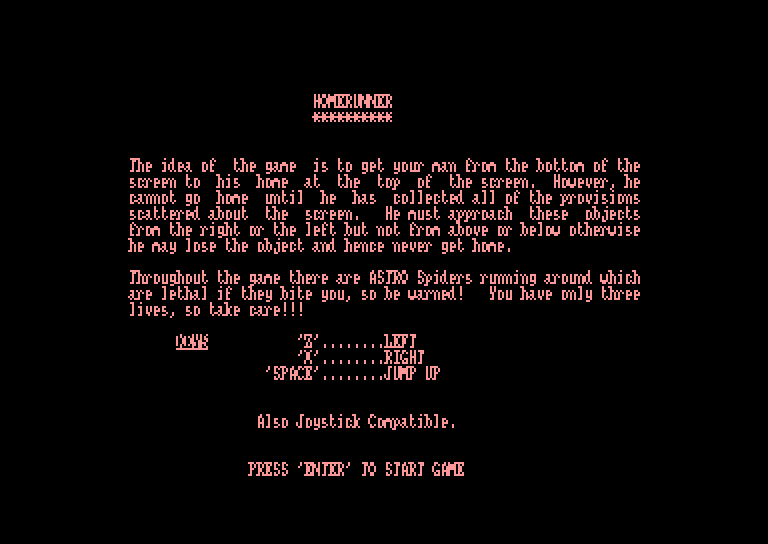 HOMERUNNER
**********
The idea of the game is to get your man from the bottom of the
screen to his home at the top of the screen. However, he
cannot go home until he has collected all of the provisions
scattered about the screen. He must approach these objects
from the right or the left but not from above or below otherwise
he may lose the object and hence never get home.
Throughout the game there are ASTRO Spiders running around which
are lethal if they bite you, so be warned! You have only three
lives, so take care!!!
'Z'........LEFT
'X'........RIGHT
'SPACE'........JUMP UP
Also Joystick Compatible.
PRESS 'ENTER' TO START GAME